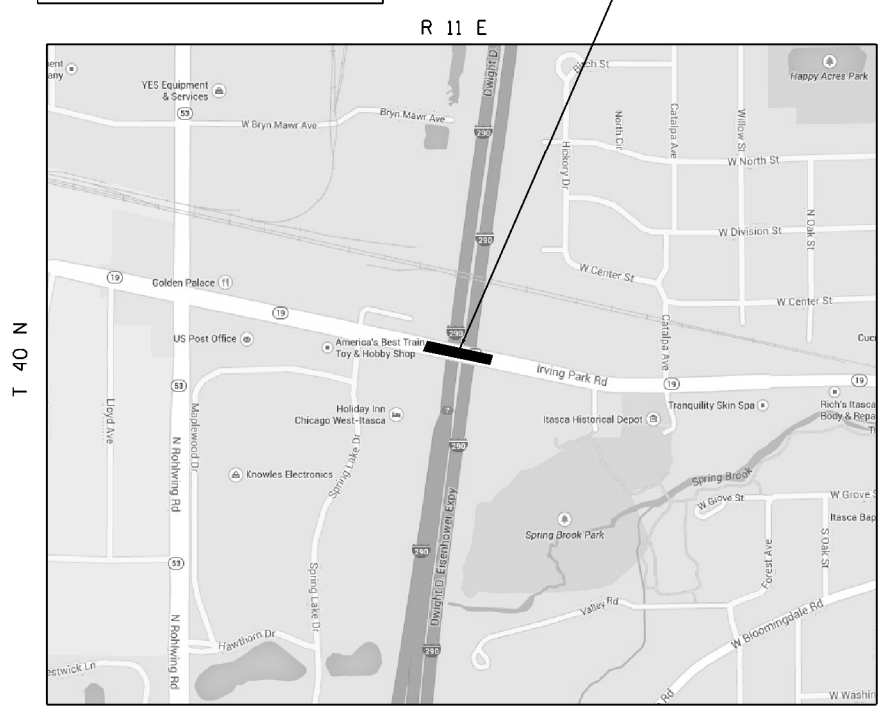 R 11 E
T 40 N
YES Equipment
& Services
53
W Bryn Mawr Ave
Bryn Mawr Ave
Dwight D
290
Birch St
Happy Acres Park
North Cir
Catalpa Ave
Willow St
Hickory Dr
W North St
W Division St
N Oak St
290
W Center St
W Center St
19
Golden Palace
19
US Post Office
America's Best Train
Toy & Hobby Shop
290
Catalpa Ave
Irving Park Rd
19
19
53
Lloyd Ave
Maplewood Dr
N Rohlwing Rd
Holiday Inn
Chicago West-Itasca
7
Tranquility Skin Spa
Rich's Itasca
Body & Repa
Itasca Historical Depot
290
Knowles Electronics
Spring Lake Dr
Spring Brook
W Grove St
W Grove S
Itasca Bap
Spring Brook Park
Dwight D. Eisenhower Expy
290
53
Forest Ave
S Oak St
Spring Lake Dr
Valley Rd
W Bloomingdale Rd
N Rohlwing Rd
Hawthorn Dr
290
estwick Ln
Rd
W Washin